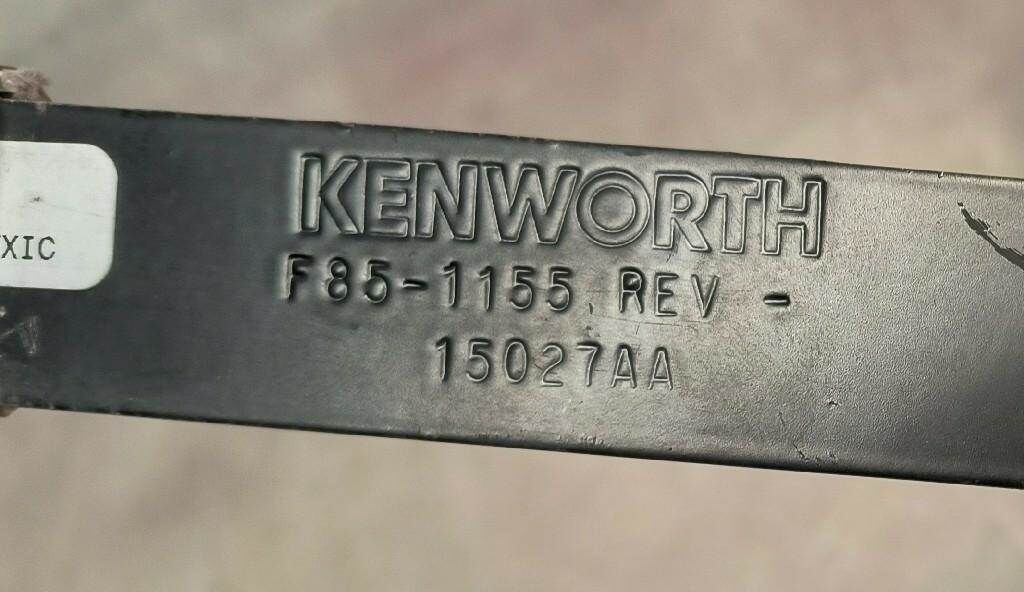 KENWORTH
F85-1155 REV -
15027AA
XIC